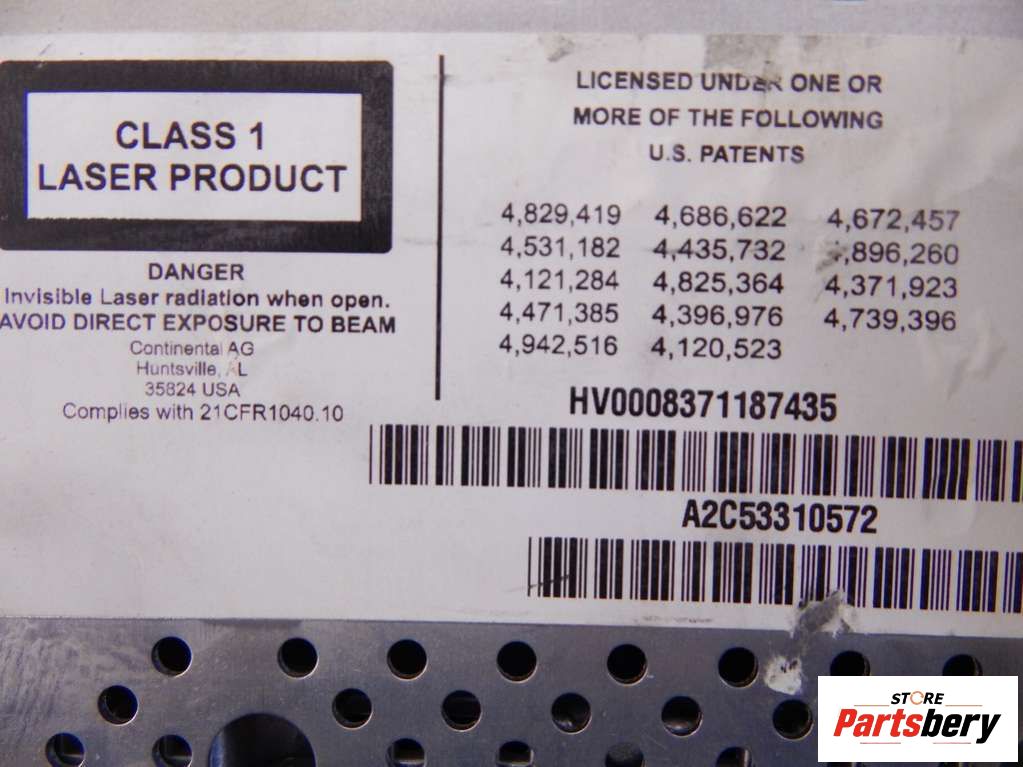 CLASS 1
LASER PRODUCT
DANGER
Invisible Laser radiation when open.
AVOID DIRECT EXPOSURE TO BEAM
Continental AG
Huntsville, AL
35824 USA
Complies with 21CFR1040.10
LICENSED UNDER ONE OR
MORE OF THE FOLLOWING
U.S. PATENTS
4,829,419 4,686,622 4,672,457
4,531,182 4,435,732 ,896,260
4,121,284 4,825,364 4,371,923
4,471,385 4,396,976 4,739,396
4,942,516 4,120,523
HV0008371187435
A2C53310572
STORE
Partsbery